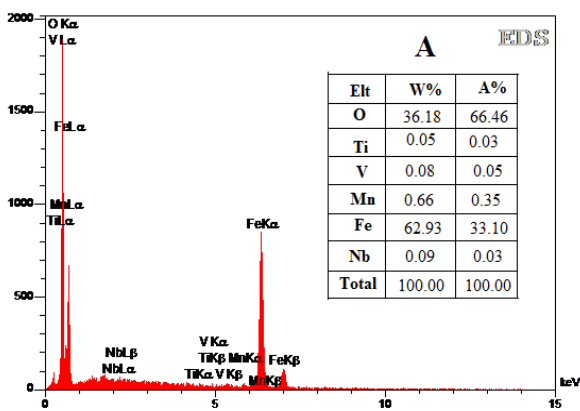 2000
O Kα
V Lα
A
EDS
1500
FeLα
1000
MnLα
TiLα
FeKα
500
V Kα
NbLβ
TiKβ MnKα
FeKβ
NbLα
TiKα V Kβ
MnKβ
0
0
5
10
15
keV
Elt W% A%
O 36.18 66.46
Ti 0.05 0.03
V 0.08 0.05
Mn 0.66 0.35
Fe 62.93 33.10
Nb 0.09 0.03
Total 100.00 100.00